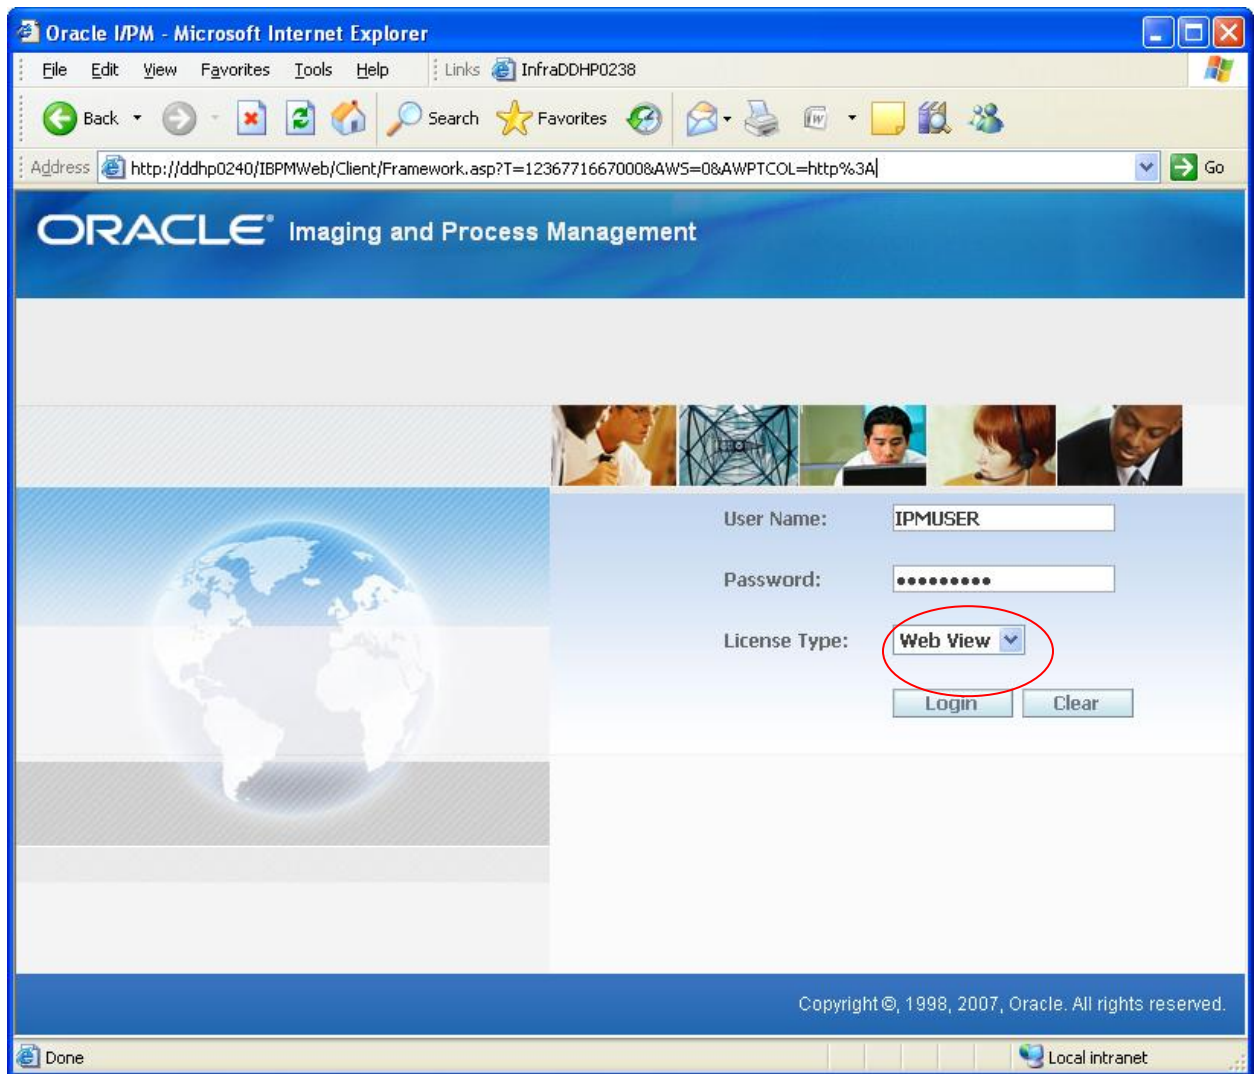 Oracle I/PM - Microsoft Internet Explorer
File Edit View Favorites Tools Help Links InfraDDHP0238
Back Search Favorites
Address http://ddhp0240/IBPMWeb/Client/Framework.asp?T=1236771667000&AWS=0&AWPTCOL=http%3A Go
ORACLE® Imaging and Process Management
User Name: IPMUSER
Password: •••••••••
License Type: Web View
Login Clear
Copyright©, 1998, 2007, Oracle. All rights reserved.
Done Local intranet